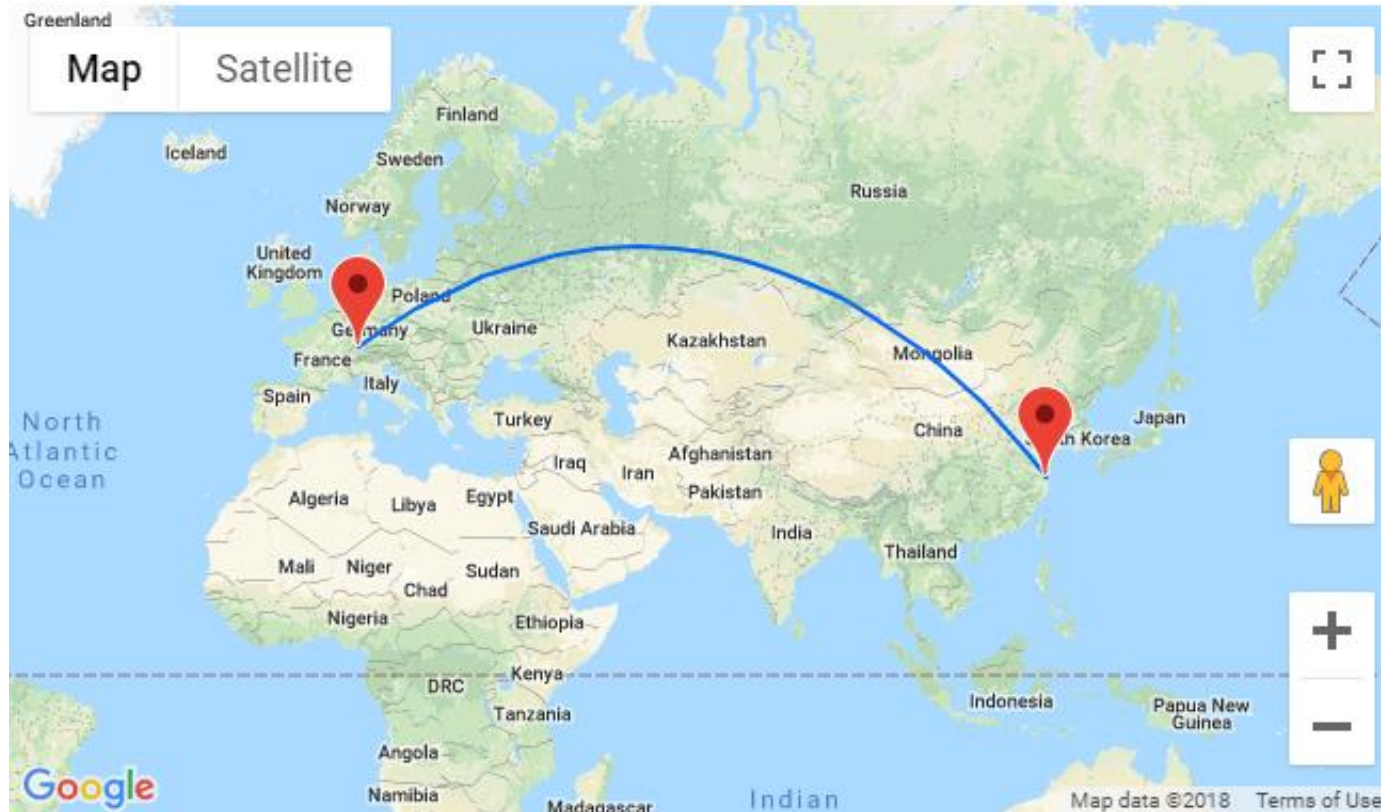 Greenland
Map Satellite
Finland
Iceland
Sweden
Russia
Norway
United
Kingdom
Poland
Germany
Ukraine
Kazakhstan
Mongolia
France
Italy
Spain
Turkey
Japan
North
Atlantic
Ocean
China
Korea
Afghanistan
Iraq
Iran
Pakistan
Algeria
Libya
Egypt
Saudi Arabia
India
Thailand
Mali
Niger
Chad
Sudan
Nigeria
Ethiopia
DRC
Kenya
Indonesia
Papua New
Guinea
Tanzania
Angola
Namibia
Madagascar
Indian
Google
Map data ©2018 Terms of Use